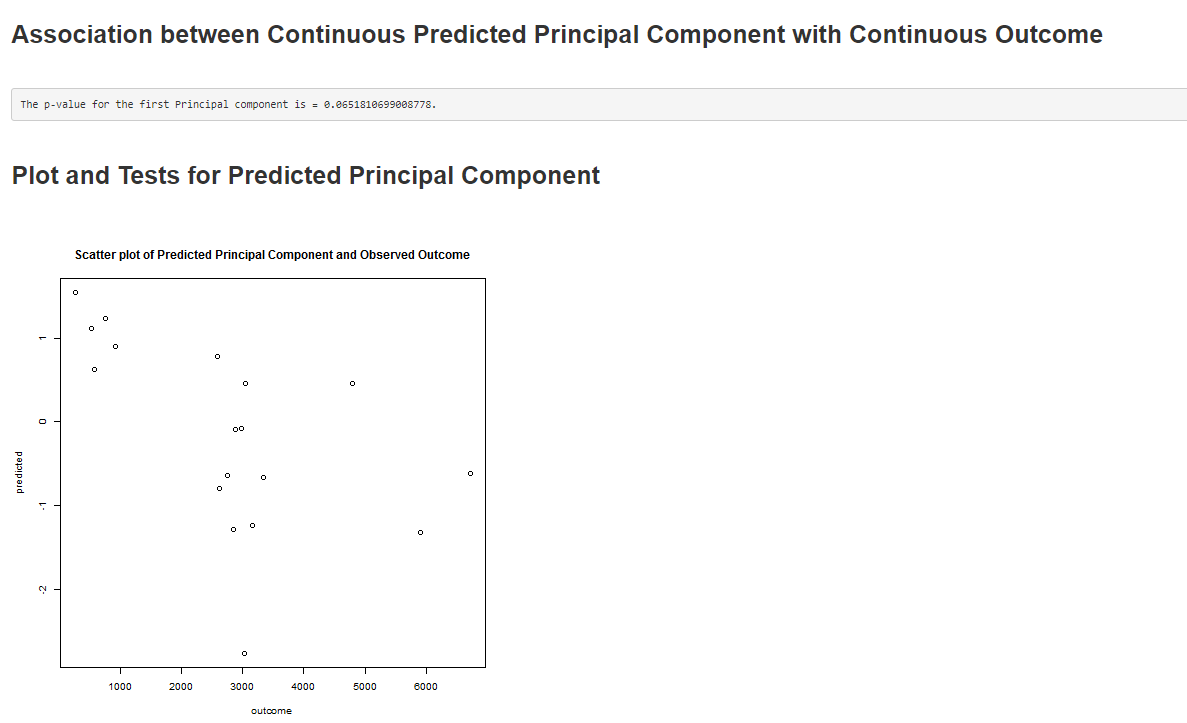 Association between Continuous Predicted Principal Component with Continuous Outcome
The p-value for the first Principal component is = 0.0651810699008778.
Plot and Tests for Predicted Principal Component
Scatter plot of Predicted Principal Component and Observed Outcome
1
0
-1
-2
predicted
1000 2000 3000 4000 5000 6000
outcome